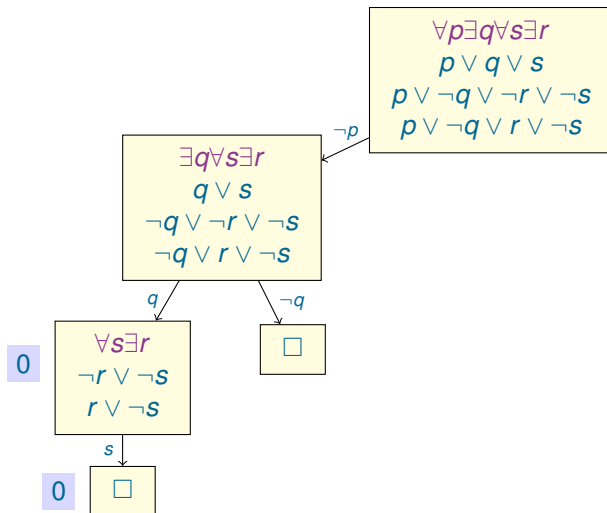 ∀p∃q∀s∃r
p ∨ q ∨ s
p ∨ ¬q ∨ ¬r ∨ ¬s
p ∨ ¬q ∨ r ∨ ¬s
¬p
∃q∀s∃r
q ∨ s
¬q ∨ ¬r ∨ ¬s
¬q ∨ r ∨ ¬s
q
¬q
0
∀s∃r
¬r ∨ ¬s
r ∨ ¬s
□
s
0
□